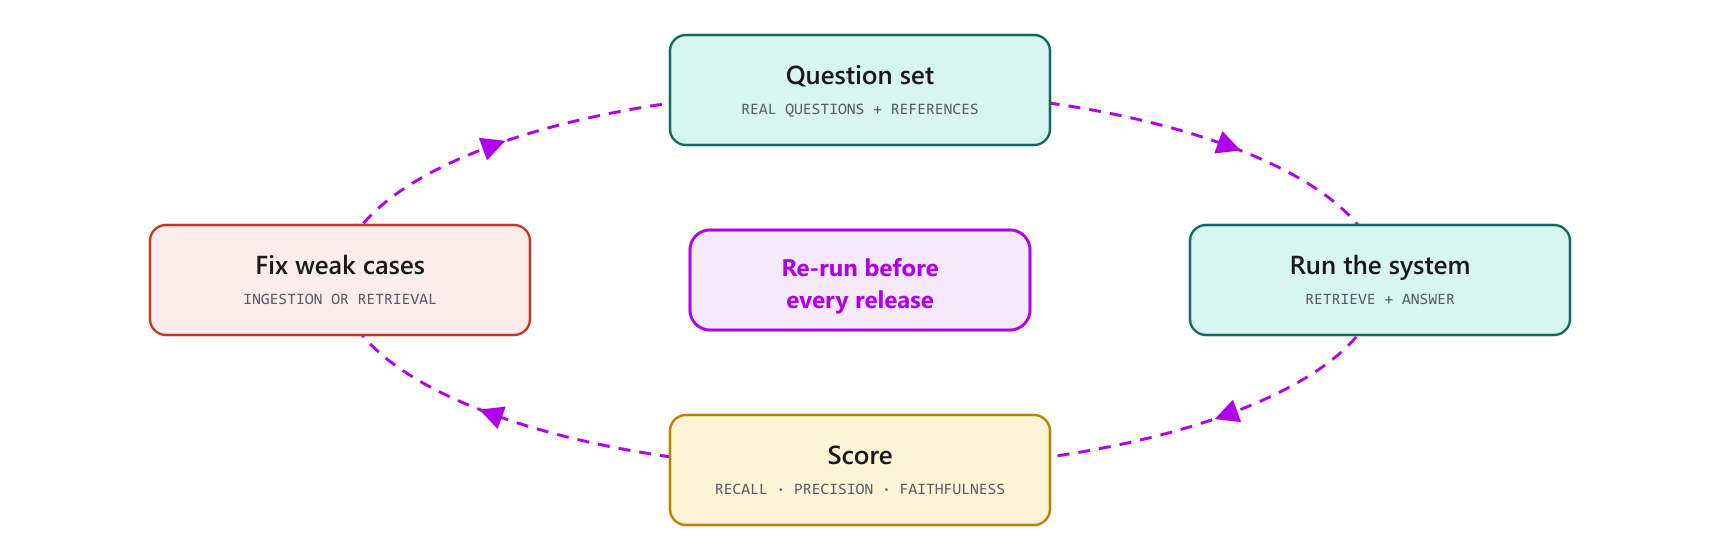 Question set
REAL QUESTIONS + REFERENCES
Fix weak cases
INGESTION OR RETRIEVAL
Re-run before
every release
Run the system
RETRIEVE + ANSWER
Score
RECALL · PRECISION · FAITHFULNESS